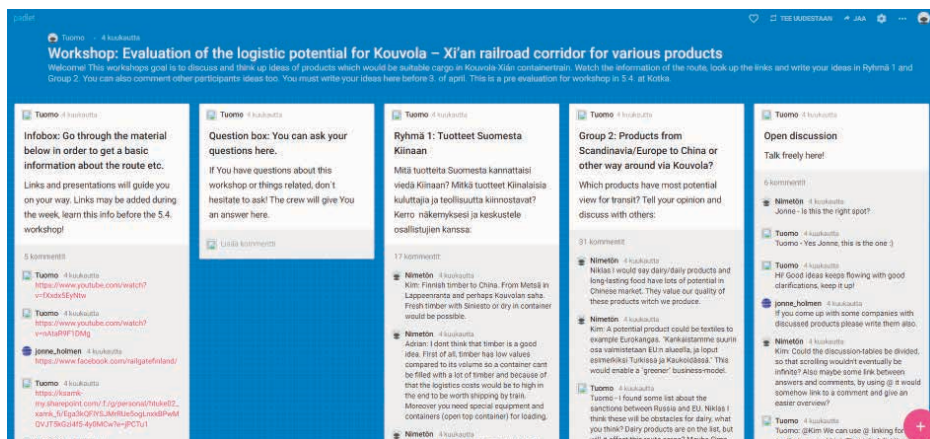 padlet
TEE UUDESTAAN
JAA
Tuomo · 4 kuukautta
Workshop: Evaluation of the logistic potential for Kouvola – Xi'an railroad corridor for various products
Welcome! This workshops goal is to discuss and think up ideas of products which would be suitable cargo in Kouvola-Xián containertrain. Watch the information of the route, look up the links and write your ideas in Ryhmä 1 and
Group 2. You can also comment other participants ideas too. You must write your ideas here before 3. of april. This is a pre evaluation for workshop in 5.4. at Kotka
Tuomo 4 kuukautta
Infobox: Go through the material
below in order to get a basic
information about the route etc.
Links and presentations will guide you
on your way. Links may be added during
the week, learn this info before the 5.4.
workshop!
5 kommentit
Tuomo 4 kuukautta
https://www.youtube.com/watch?
Tuomo 4 kuukautta
https://www.youtube.com/watch?
jonne_holmen 4 kuukautta
https://www.facebook.com/railgatefinland/
Tuomo 4 kuukautta
https://ksamk-
Tuomo 4 kuukautta
Question box: You can ask your
questions here.
If You have questions about this
workshop or things related, don´t
hesitate to ask! The crew will give You
an answer here.
Lisää kommentti
Tuomo 4 kuukautta
Ryhmä 1: Tuotteet Suomesta
Kiinaan
Mitä tuotteita Suomesta kannattaisi
viedä Kiinaan? Mitkä tuotteet Kiinalaisia
kuluttajia ja teollisuutta kiinnostavat?
Kerro näkemyksesi ja keskustele
osallistujien kanssa:
17 kommentit
Nimetön 4 kuukautta
Kim: Finnish timber to China. From Metsä in
Lappeenranta and perhaps Kouvolan saha.
Fresh timber with Siniesto or dry in container
would be possible.
Nimetön 4 kuukautta
Adrian: I dont think that timber is a good
idea. First of all, timber has low values
compared to its volume so a container cant
be filled with a lot of timber and because of
that the logistics costs would be to high in
the end to be worth shipping by train.
Moreover you need special equipment and
containers (open top container) for loading.
Nimetön 4 kuukautta
Tuomo 4 kuukautta
Group 2: Products from
Scandinavia/Europe to China or
other way around via Kouvola?
Which products have most potential
view for transit? Tell your opinion and
discuss with others:
31 kommentit
Nimetön 4 kuukautta
Niklas I would say dairy/daily products and
long-lasting food have lots of potential in
Chinese market. They value our quality of
these products witch we produce.
Nimetön 4 kuukautta
Kim: A potential product could be textiles to
example Eurokangas. "Kankaistamme suurin
osa valmistetaan EU:n alueella, ja loput
esimerkiksi Turkissa ja Kaukoidässä." This
would enable a 'greener' business-model.
Tuomo 4 kuukautta
Tuomo - I found some list about the
sanctions between Russia and EU. Niklas I
think these will be obstacles for dairy, what
you think? Dairy products are on the list, but
Tuomo 4 kuukautta
Open discussion
Talk freely here!
6 kommentit
Nimetön 4 kuukautta
Jonne - Is this the right spot?
Tuomo 4 kuukautta
Tuomo - Yes Jonne, this is the one :)
Tuomo 4 kuukautta
Hi! Good ideas keeps flowing with good
clarifications, keep it up!
jonne_holmen 4 kuukautta
If you come up with some companies with
discussed products please write them also.
Nimetön 4 kuukautta
Kim: Could the discussion-tables be divided,
so that scrolling wouldn't eventually be
infinite? Also maybe some link between
answers and comments, by using @ it would
somehow link to a comment and give an
easier overview?
Tuomo 4 kuukautta
Tuomo: @Kim We can use @ linking for